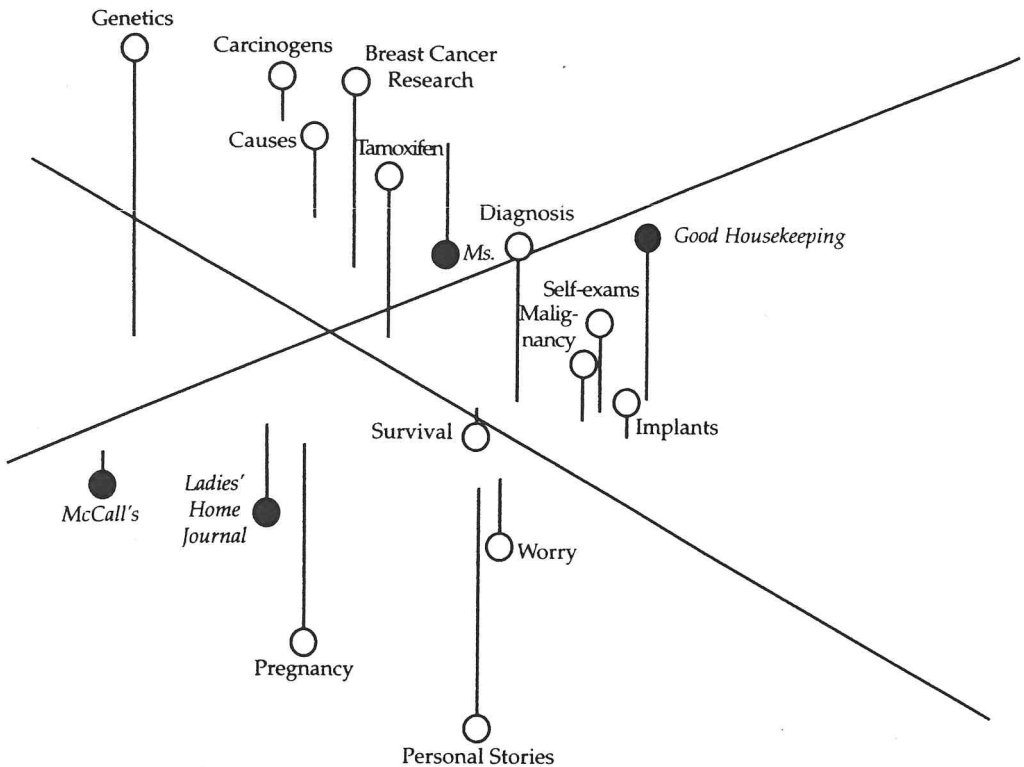 Genetics
Carcinogens
Breast Cancer
Research
Causes
Tamoxifen
Diagnosis
Ms.
Good Housekeeping
Self-exams
Malig-
nancy
Survival
Implants
McCall's
Ladies'
Home
Journal
Worry
Pregnancy
Personal Stories